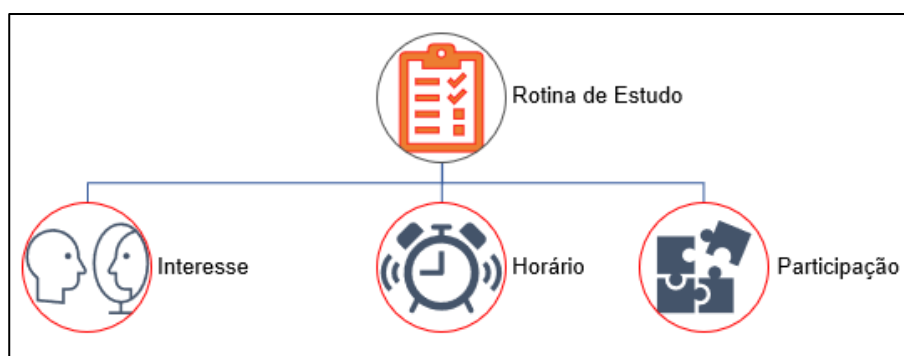 Rotina de Estudo
Interesse
Horário
Participação